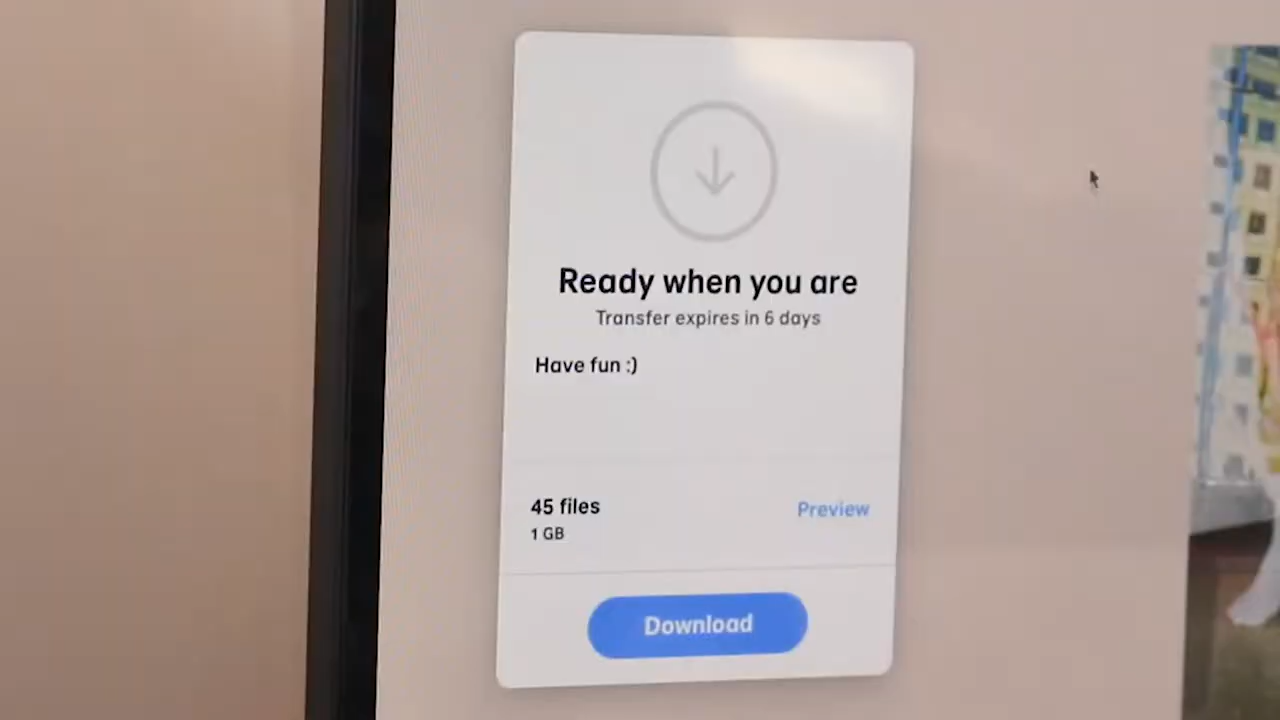 Ready when you are
Transfer expires in 6 days
Have fun :)
45 files
Preview
1 GB
Download